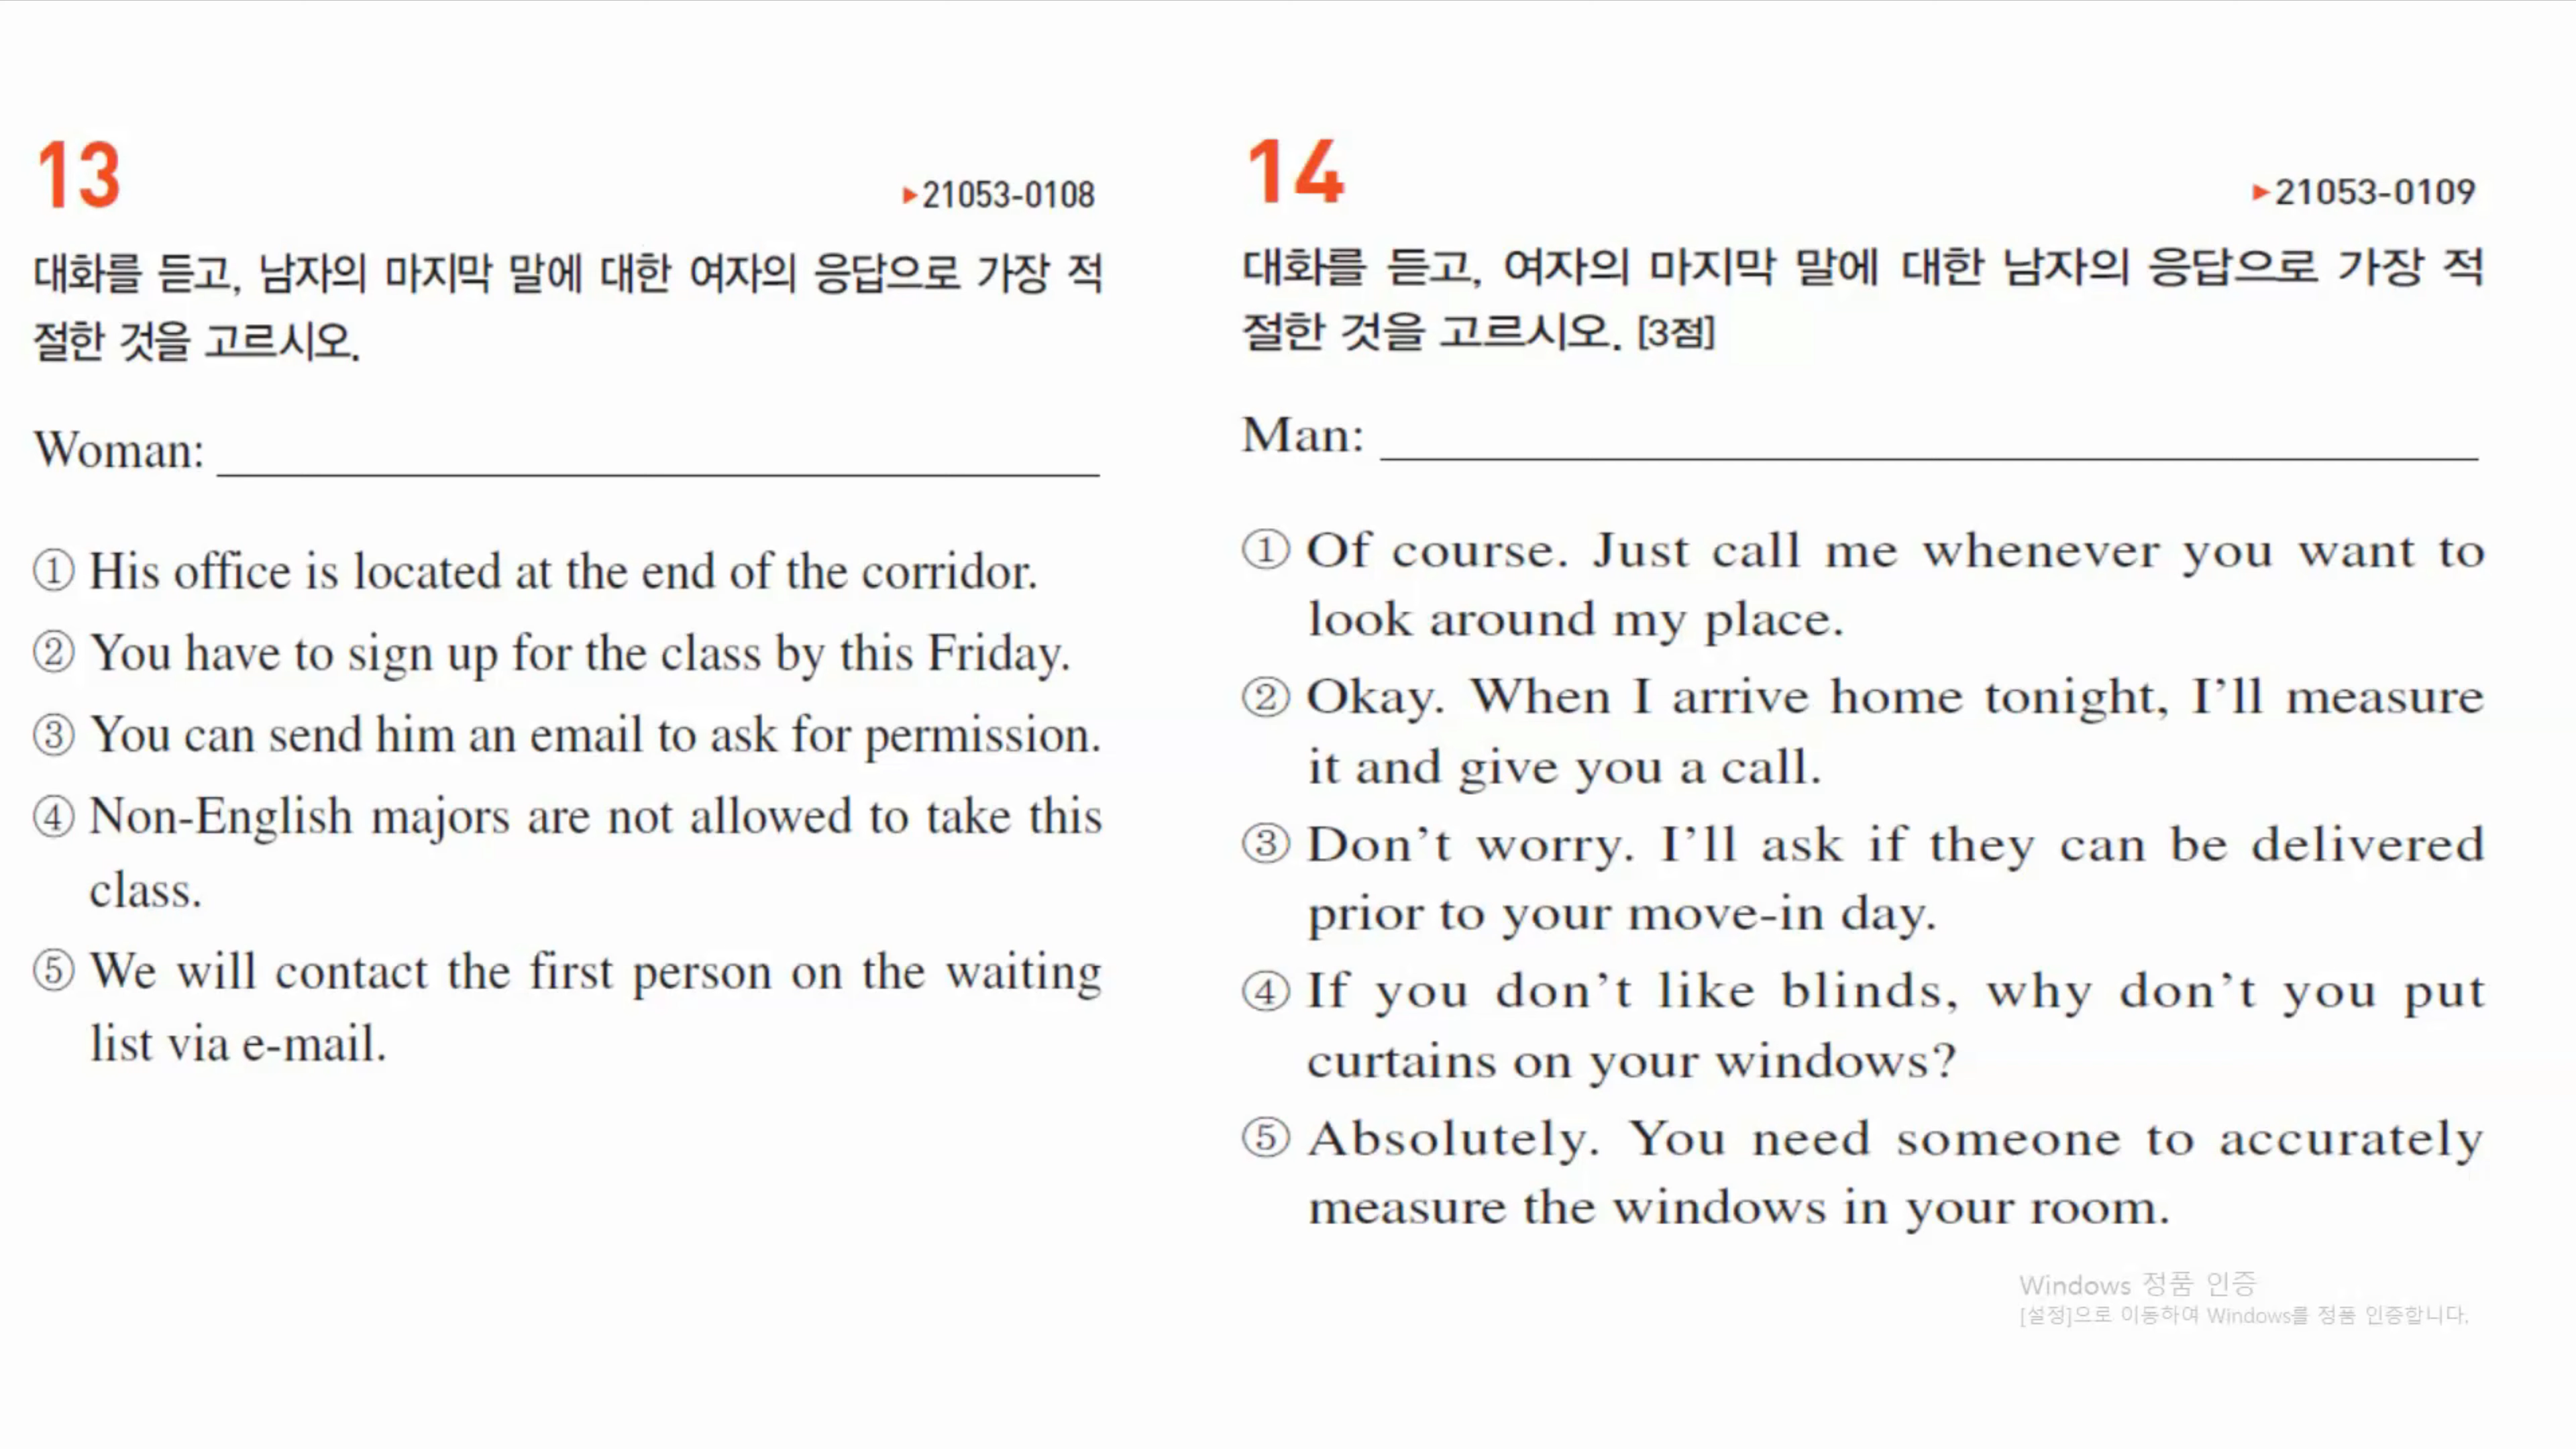 13
▶21053-0108
대화를 듣고, 남자의 마지막 말에 대한 여자의 응답으로 가장 적
절한 것을 고르시오.
Woman:
① His office is located at the end of the corridor.
② You have to sign up for the class by this Friday.
③ You can send him an email to ask for permission.
④ Non-English majors are not allowed to take this
class.
⑤ We will contact the first person on the waiting
list via e-mail.
14
▶21053-0109
대화를 듣고, 여자의 마지막 말에 대한 남자의 응답으로 가장 적
절한 것을 고르시오. [3점]
Man:
① Of course. Just call me whenever you want to
look around my place.
② Okay. When I arrive home tonight, I'll measure
it and give you a call.
③ Don't worry. I'll ask if they can be delivered
prior to your move-in day.
④ If you don't like blinds, why don't you put
curtains on your windows?
⑤ Absolutely. You need someone to accurately
measure the windows in your room.
Windows 정품 인증
[설정]으로 이동하여 Windows를 정품 인증합니다.